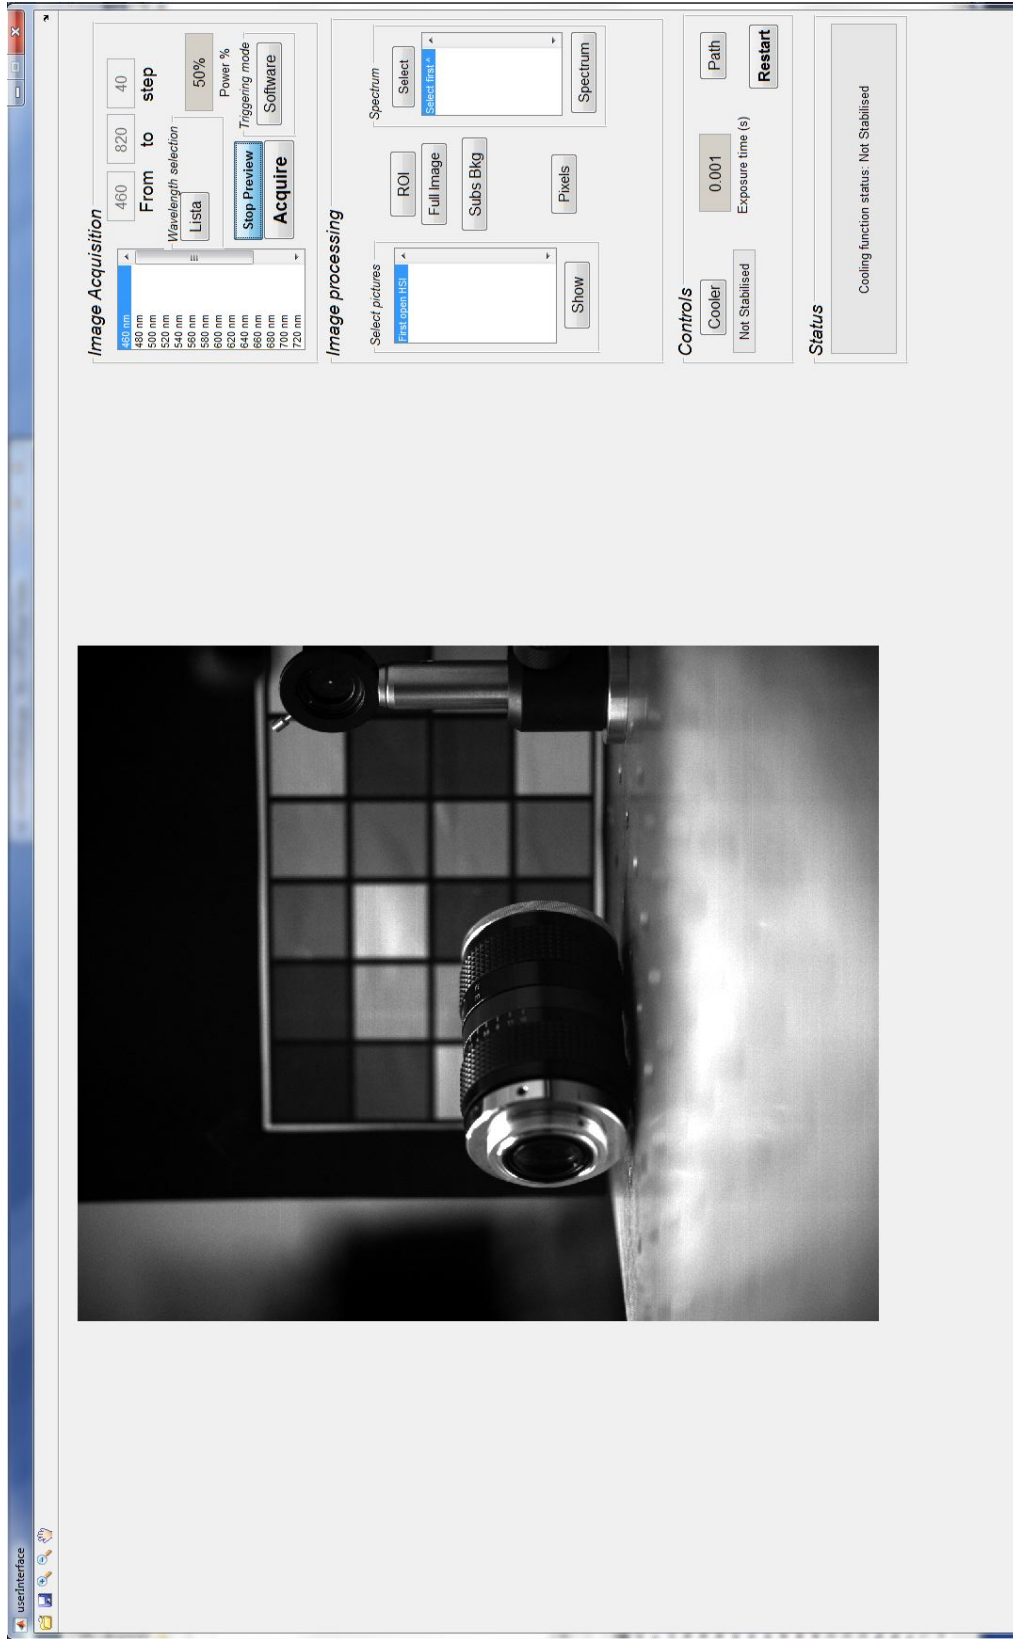 userInterface
Image Acquisition
460 nm
480 nm
500 nm
520 nm
540 nm
560 nm
580 nm
600 nm
620 nm
640 nm
660 nm
680 nm
700 nm
720 nm
460 820 40
From to step
Wavelength selection
Lista
50%
Power %
Triggering mode
Software
Stop Preview
Acquire
Image processing
Select pictures
First open HSI
Show
ROI
Full Image
Subs Bkg
Pixels
Spectrum
Select
Select first ^
Spectrum
Controls
Cooler
Not Stabilised
0.001
Exposure time (s)
Path
Restart
Status
Cooling function status: Not Stabilised